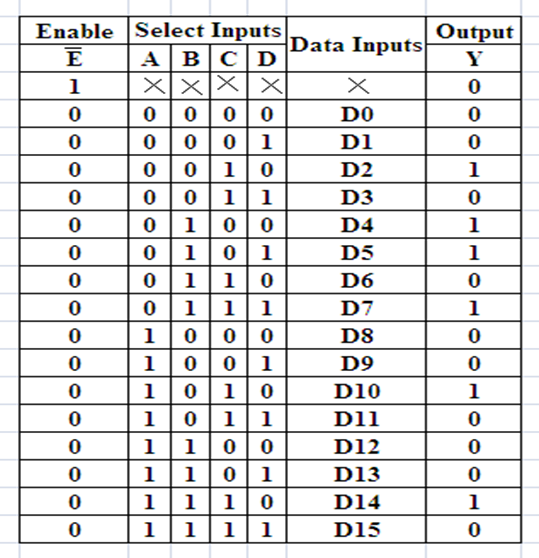 Enable Select Inputs Data Inputs Output
E̅ A B C D Y
1 × × × × × 0
0 0 0 0 0 D0 0
0 0 0 0 1 D1 0
0 0 0 1 0 D2 1
0 0 0 1 1 D3 0
0 0 1 0 0 D4 1
0 0 1 0 1 D5 1
0 0 1 1 0 D6 0
0 0 1 1 1 D7 1
0 1 0 0 0 D8 0
0 1 0 0 1 D9 0
0 1 0 1 0 D10 1
0 1 0 1 1 D11 0
0 1 1 0 0 D12 0
0 1 1 0 1 D13 0
0 1 1 1 0 D14 1
0 1 1 1 1 D15 0